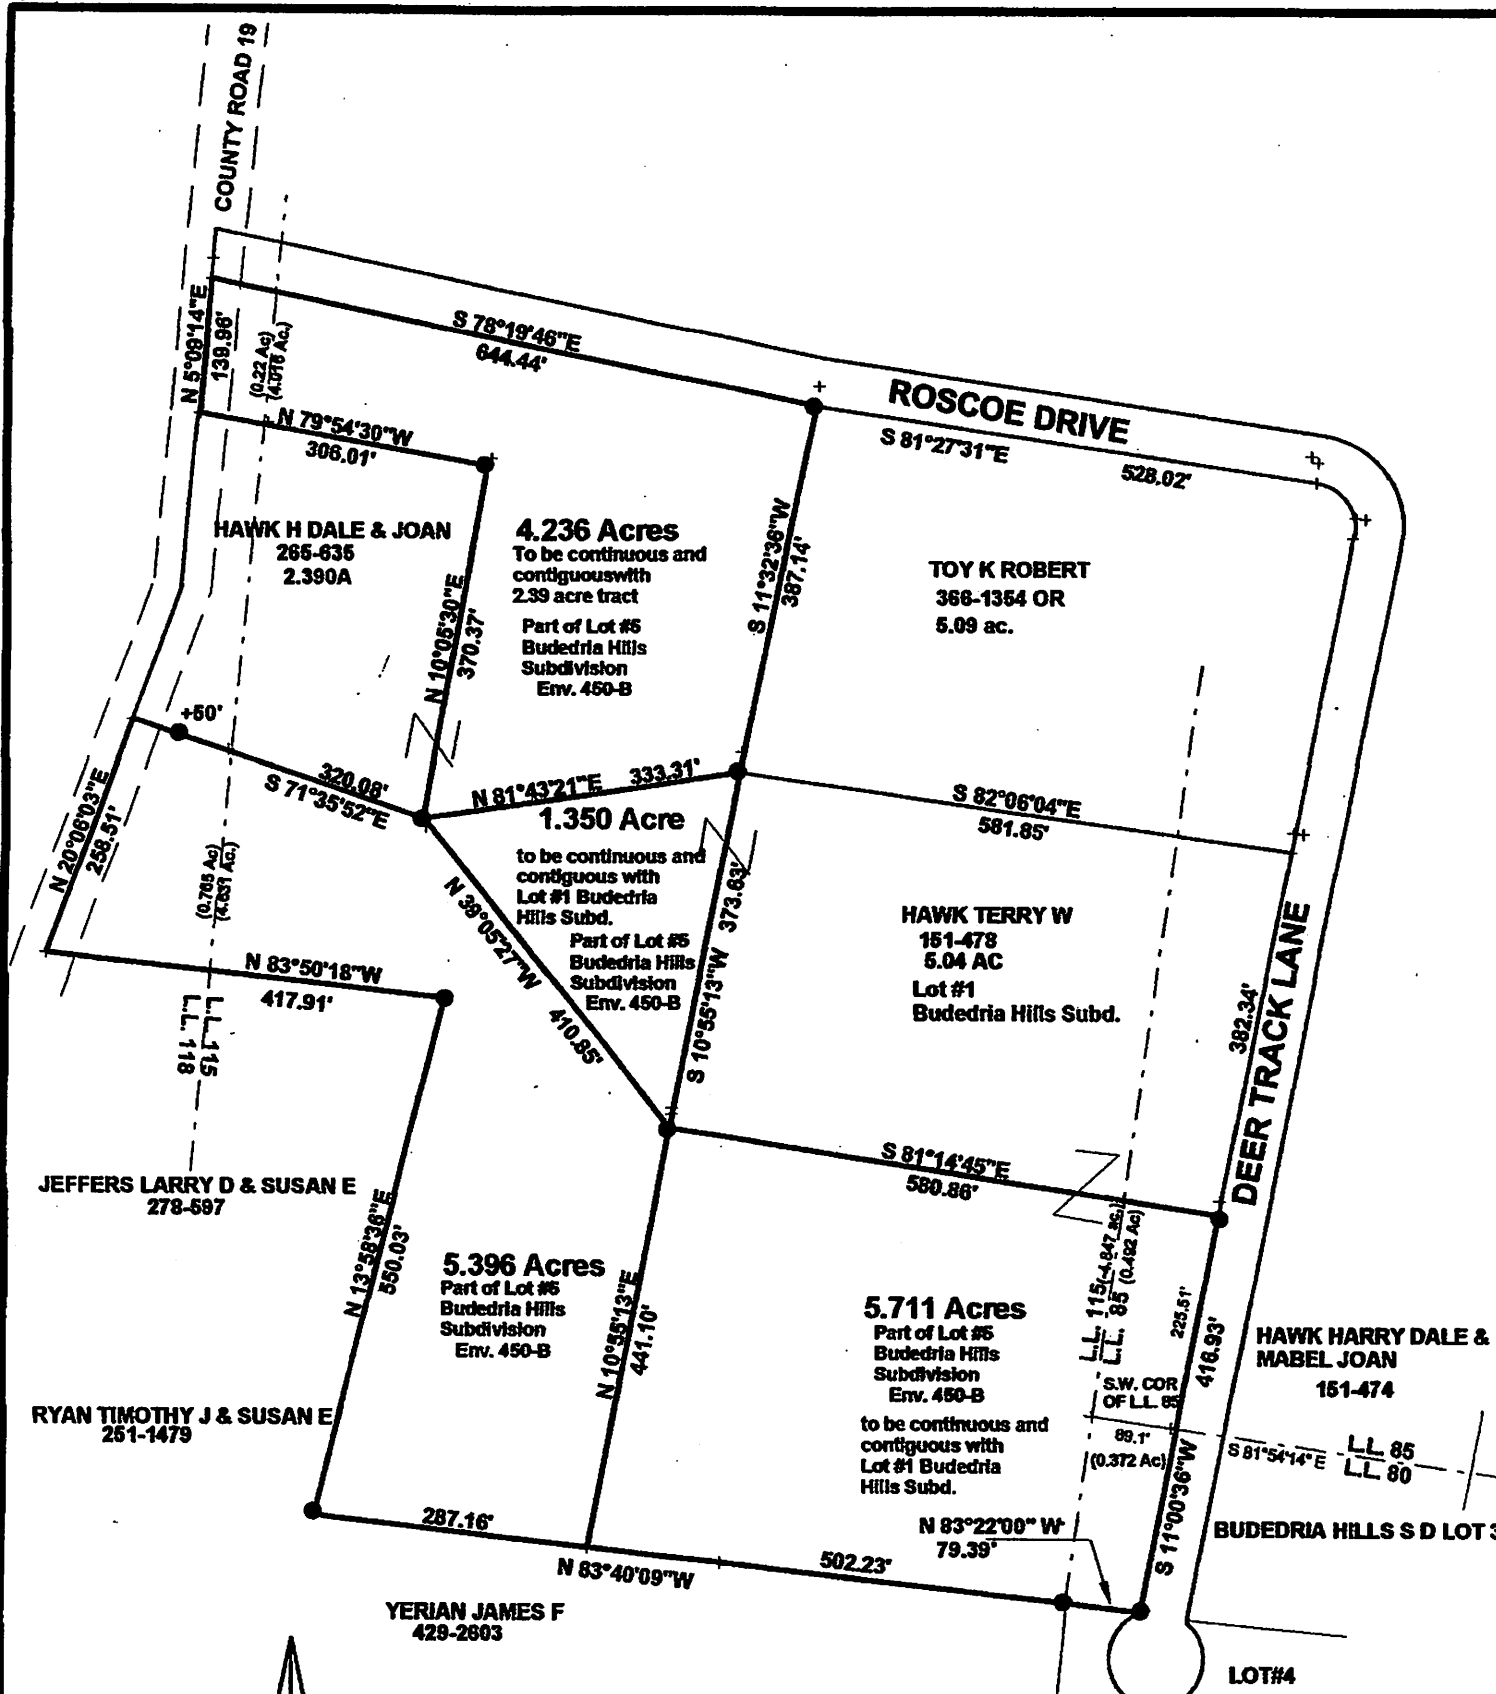 COUNTY ROAD 19
N 5°09'14"E
139.96'
(0.22 Ac)
(4.016 Ac.)
S 78°19'46"E
644.44'
ROSCOE DRIVE
S 81°27'31"E
528.02'
N 79°54'30"W
306.01'
HAWK H DALE & JOAN
265-635
2.390A
4.236 Acres
To be continuous and
contiguouswith
2.39 acre tract
Part of Lot #5
Budedria Hills
Subdivision
Env. 450-B
N 10°05'30"E
370.37'
S 11°32'36"W
387.14'
TOY K ROBERT
366-1354 OR
5.09 ac.
+50'
320.08'
S 71°35'52"E
N 81°43'21"E 333.31'
S 82°06'04"E
581.85'
N 20°06'03"E
258.51'
(0.765 Ac)
(4.631 Ac.)
1.350 Acre
to be continuous and
contiguous with
Lot #1 Budedria
Hills Subd.
Part of Lot #5
Budedria Hills
Subdivision
Env. 450-B
N 39°05'27"W
410.85'
S 10°55'13"W 373.63'
HAWK TERRY W
151-478
5.04 AC
Lot #1
Budedria Hills Subd.
382.34'
DEER TRACK LANE
N 83°50'18"W
417.91'
L.L. 115
L.L. 118
JEFFERS LARRY D & SUSAN E
278-597
S 81°14'45"E
580.86'
N 13°58'36"E
550.03'
5.396 Acres
Part of Lot #5
Budedria Hills
Subdivision
Env. 450-B
N 10°55'13"E
441.10'
5.711 Acres
Part of Lot #5
Budedria Hills
Subdivision
Env. 450-B
to be continuous and
contiguous with
Lot #1 Budedria
Hills Subd.
L.L. 115 (4.847 ac.)
L.L. 85 (0.492 Ac)
225.51'
416.93'
S.W. COR
OF L.L. 85
89.1'
(0.372 Ac)
S 11°00'36"W
HAWK HARRY DALE &
MABEL JOAN
151-474
S 81°54'14" E
L.L. 85
L.L. 80
RYAN TIMOTHY J & SUSAN E
251-1479
287.16'
N 83°40'09"W
502.23'
N 83°22'00" W
79.39'
BUDEDRIA HILLS S D LOT 3
YERIAN JAMES F
429-2603
LOT#4